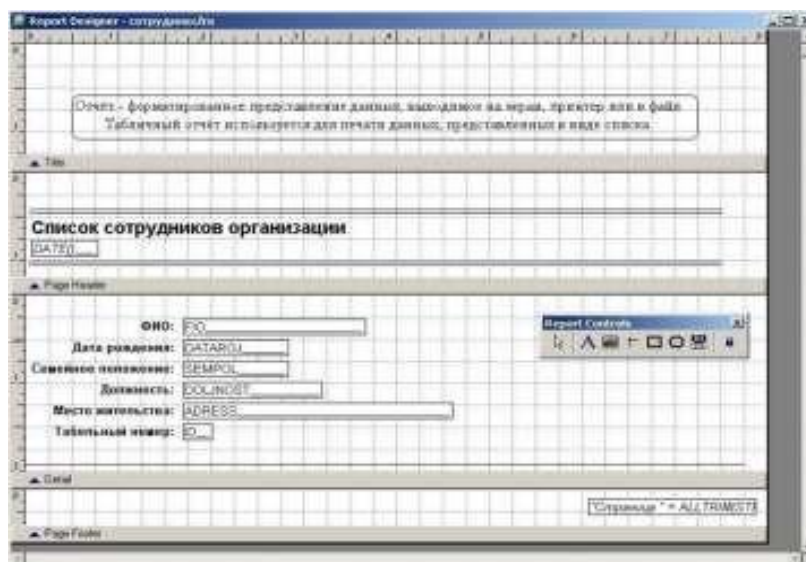 Report Designer - сотрудники.frx
Отчёт - форматированное представление данных, выводимое на экран, принтер или в файл
Табличный отчёт используется для печати данных, представленных в виде списка
Title
Список сотрудников организации
DATE()
Page Header
ФИО: FIO
Report Controls
Дата рождения: DATAROJ
Семейное положение: SEMPOL
Должность: DOLJNOST
Место жительства: ADRESS
Табельный номер: ID
Detail
"Страница " + ALLTRIM(STR
Page Footer